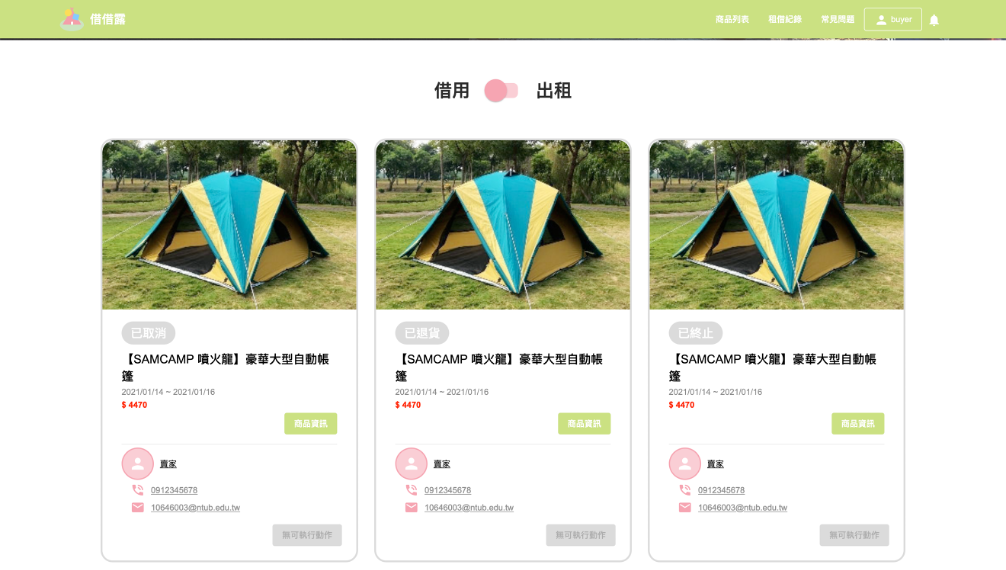 借借露
商品列表 租借紀錄 常見問題 buyer
借用 出租
已取消
【SAMCAMP 噴火龍】豪華大型自動帳
篷
2021/01/14 ~ 2021/01/16
$ 4470
商品資訊
賣家
0912345678
10646003@ntub.edu.tw
無可執行動作
已退貨
【SAMCAMP 噴火龍】豪華大型自動帳
篷
2021/01/14 ~ 2021/01/16
$ 4470
商品資訊
賣家
0912345678
10646003@ntub.edu.tw
無可執行動作
已終止
【SAMCAMP 噴火龍】豪華大型自動帳
篷
2021/01/14 ~ 2021/01/16
$ 4470
商品資訊
賣家
0912345678
10646003@ntub.edu.tw
無可執行動作